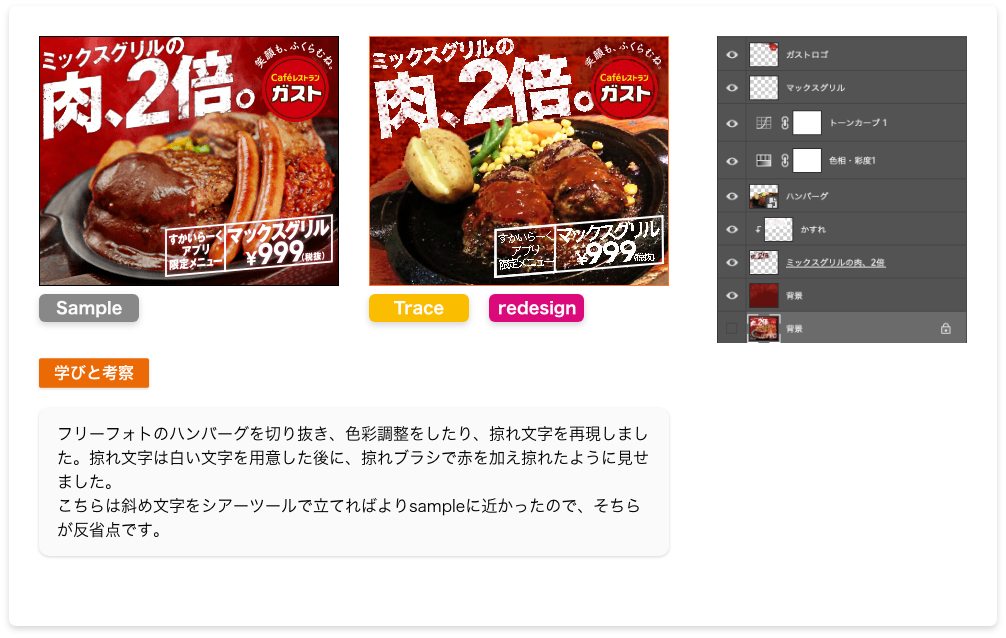 ミックスグリルの
肉、2倍。
笑顔も、ふくらむね。
Caféレストラン
ガスト
すかいらーく
アプリ
限定メニュー
マックスグリル
¥999(税抜)
ミックスグリルの
肉、2倍。
笑顔も、ふくらむね。
Caféレストラン
ガスト
すかいらーく
アプリ
限定メニュー
マックスグリル
¥999(税抜)
ガストロゴ
マックスグリル
トーンカーブ 1
色相・彩度1
ハンバーグ
かすれ
ミックスグリルの肉、2倍
背景
背景
Sample
Trace
redesign
学びと考察
フリーフォトのハンバーグを切り抜き、色彩調整をしたり、掠れ文字を再現しまし
た。掠れ文字は白い文字を用意した後に、掠れブラシで赤を加え掠れたように見せ
ました。
こちらは斜め文字をシアーツールで立てればよりsampleに近かったので、そちら
が反省点です。